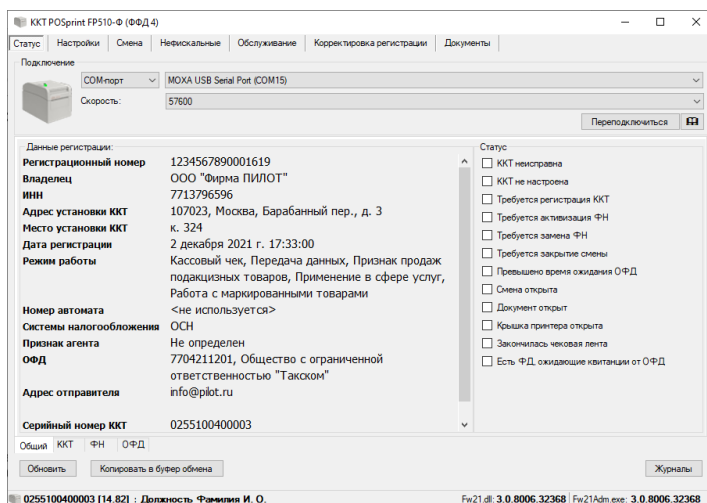 ККТ POSprint FP510-Ф (ФФД 4)
Статус Настройки Смена Нефискальные Обслуживание Корректировка регистрации Документы
Подключение
COM-порт MOXA USB Serial Port (COM15)
Скорость: 57600
Переподключиться
Данные регистрации:
Регистрационный номер 1234567890001619
Владелец ООО "Фирма ПИЛОТ"
ИНН 7713796596
Адрес установки ККТ 107023, Москва, Барабанный пер., д. 3
Место установки ККТ к. 324
Дата регистрации 2 декабря 2021 г. 17:33:00
Режим работы Кассовый чек, Передача
данных, Признак продаж
подакцизных товаров, Применение в сфере услуг,
Работа с маркированными товарами
Номер автомата <не используется>
Системы налогообложения ОСН
Признак агента Не определен
ОФД 7704211201, Общество с ограниченной
ответственностью "Такском"
Адрес отправителя info@pilot.ru
Серийный номер ККТ 0255100400003
Статус
ККТ неисправна
ККТ не настроена
Требуется регистрация ККТ
Требуется активизация ФН
Требуется замена ФН
Требуется закрытие смены
Превышено время ожидания ОФД
Смена открыта
Документ открыт
Крышка принтера открыта
Закончилась чековая лента
Есть ФД, ожидающие квитанции от ОФД
Общий ККТ ФН ОФД
Обновить Копировать в буфер обмена Журналы
0255100400003 [14.82] : Должность Фамилия И. О. Fw21.dll: 3.0.8006.32368 Fw21Adm.exe: 3.0.8006.32368